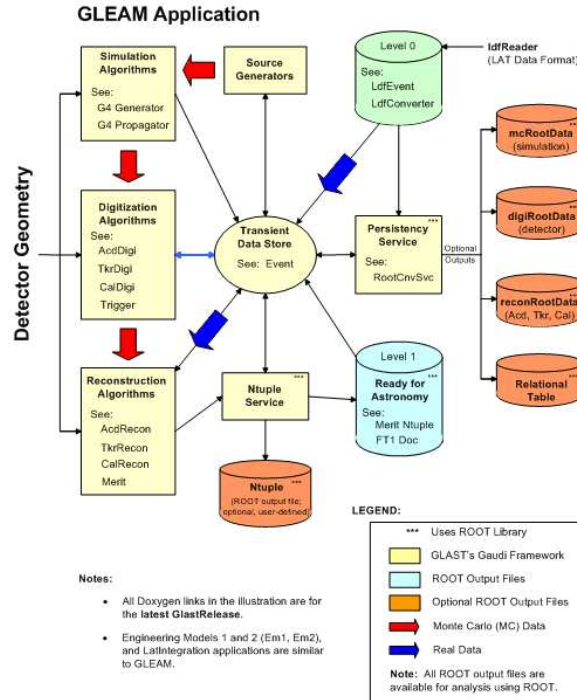 GLEAM Application
Detector Geometry
Simulation
Algorithms
See:
G4 Generator
G4 Propagator
Source
Generators
Level 0
See:
LdfEvent
LdfConverter
ldfReader
(LAT Data Format)
Digitization
Algorithms
See:
AcdDigi
TkrDigi
CalDigi
Trigger
Transient
Data Store
See: Event
***
Persistency
Service
See:
RootCnvSvc
Optional
Outputs
***
mcRootData
(simulation)
***
digiRootData
(detector)
***
reconRootData
(Acd, Tkr, Cal)
***
Relational
Table
Reconstruction
Algorithms
See:
AcdRecon
TkrRecon
CalRecon
Merit
***
Ntuple
Service
Level 1
***
Ready for
Astronomy
See:
Merit Ntuple
FT1 Doc
Ntuple ***
(ROOT output file;
optional, user-defined)
LEGEND:
*** Uses ROOT Library
GLAST's Gaudi Framework
ROOT Output Files
Optional ROOT Output Files
Monte Carlo (MC) Data
Real Data
Note: All ROOT output files are
available for analysis using ROOT.
Notes:
• All Doxygen links in the illustration are for
the latest GlastRelease.
• Engineering Models 1 and 2 (Em1, Em2),
and LatIntegration applications are similar
to GLEAM.